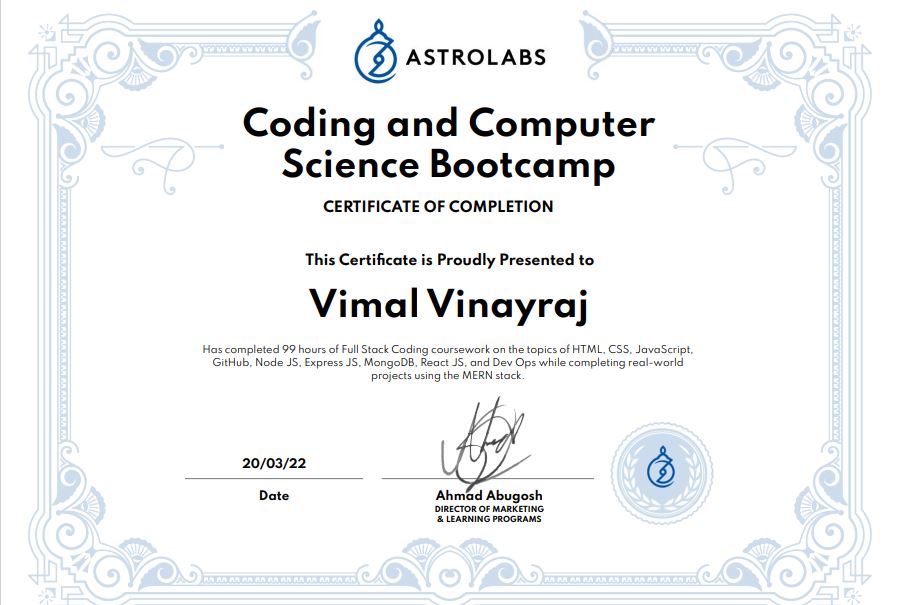 ASTROLABS
Coding and Computer
Science Bootcamp
CERTIFICATE OF COMPLETION
This Certificate is Proudly Presented to
Vimal Vinayraj
Has completed 99 hours of Full Stack Coding coursework on the topics of HTML, CSS, JavaScript,
GitHub, Node JS, Express JS, MongoDB, React JS, and Dev Ops while completing real-world
projects using the MERN stack.
20/03/22
Date
Ahmad Abugosh
DIRECTOR OF MARKETING
& LEARNING PROGRAMS